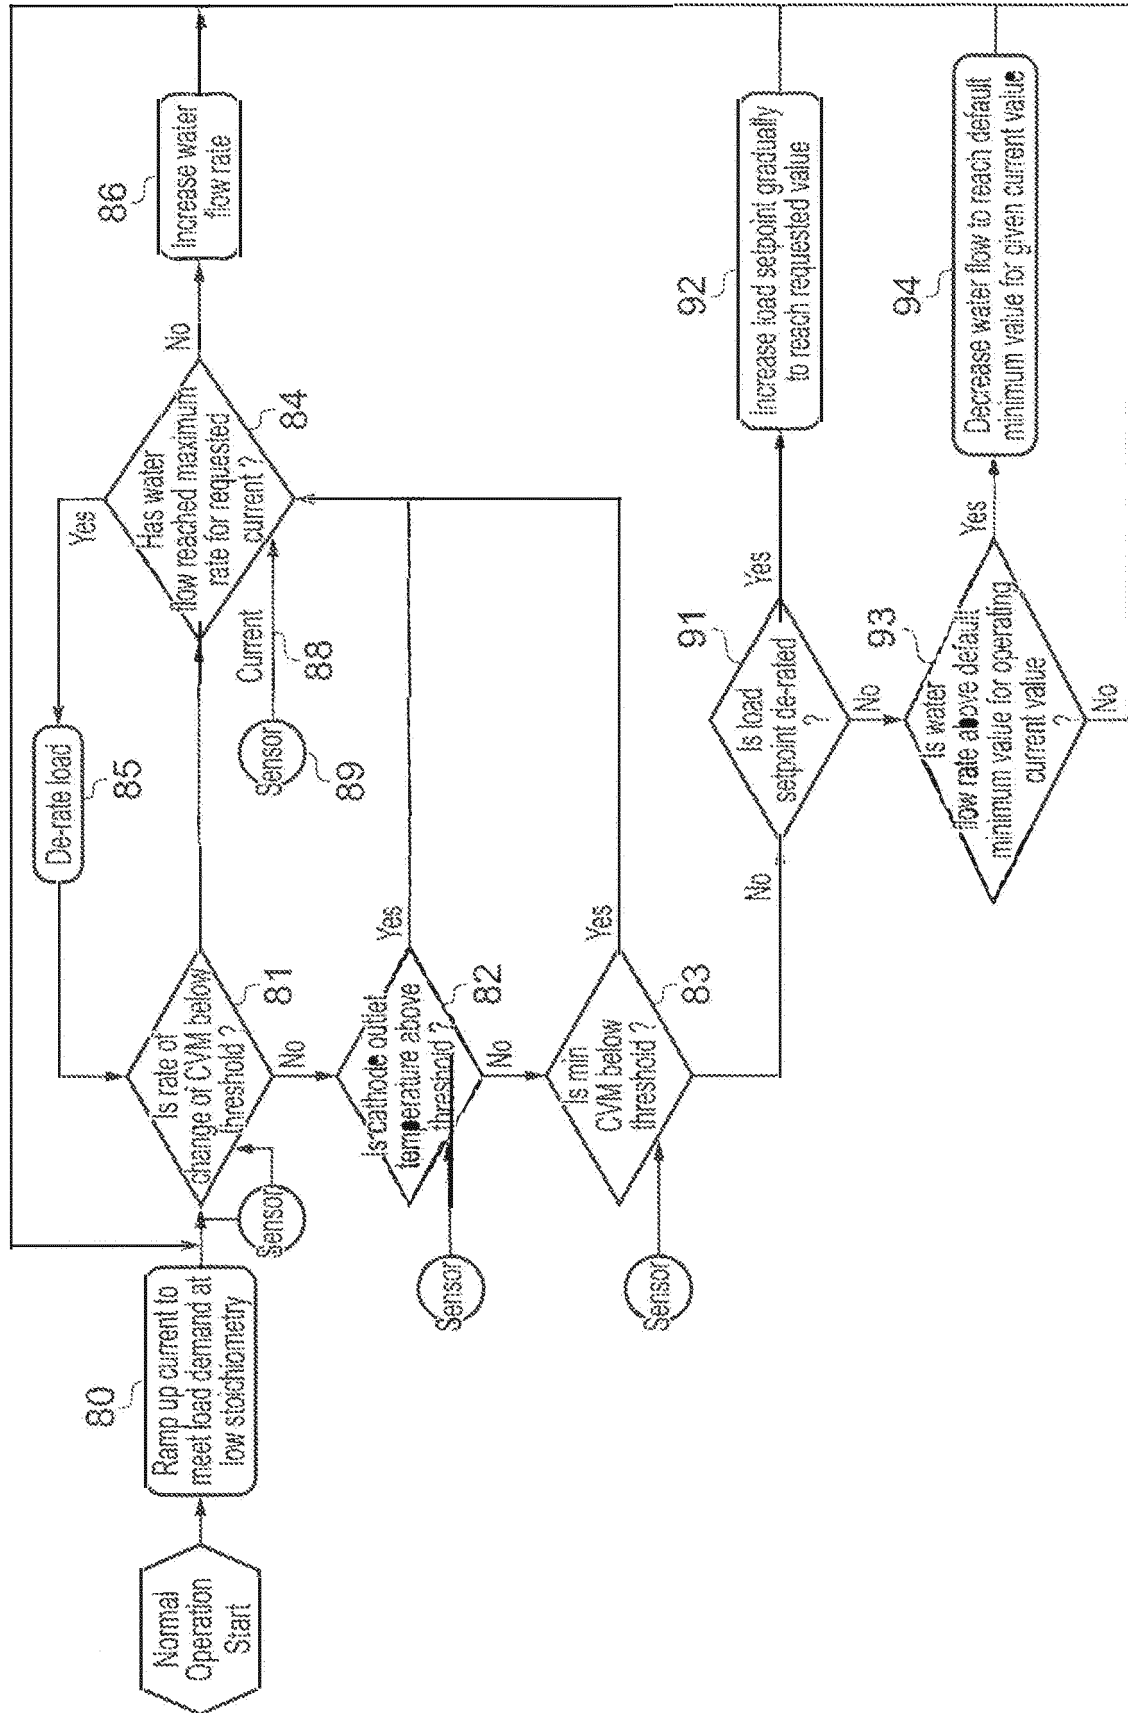 Normal
Operation
Start
80
Ramp up current to
meet load demand at
low stoichiometry
Sensor
Is rate of
change of CVM below
threshold ?
81
No
De-rate load
85
Yes
Has water
flow reached maximum
rate for requested
current ?
84
Current
88
Sensor
89
No
86
Increase water
flow rate
Sensor
Is cathode outlet
temperature above
threshold ?
82
Yes
No
Sensor
Is min
CVM below
threshold ?
83
Yes
No
91
Is load
setpoint de-rated
?
Yes
No
92
Increase load setpoint gradually
to reach requested value
93
Is water
flow rate above default
minimum value for operating
current value
?
Yes
No
94
Decrease water flow to reach default
minimum value for given current value